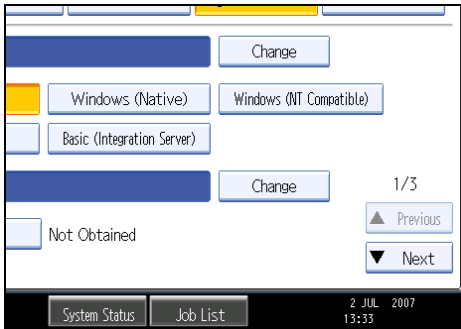 Change
Windows (Native) Windows (NT Compatible)
Basic (Integration Server)
Change 1/3
▲ Previous
Not Obtained
▼ Next
System Status Job List 2 JUL 2007
13:33